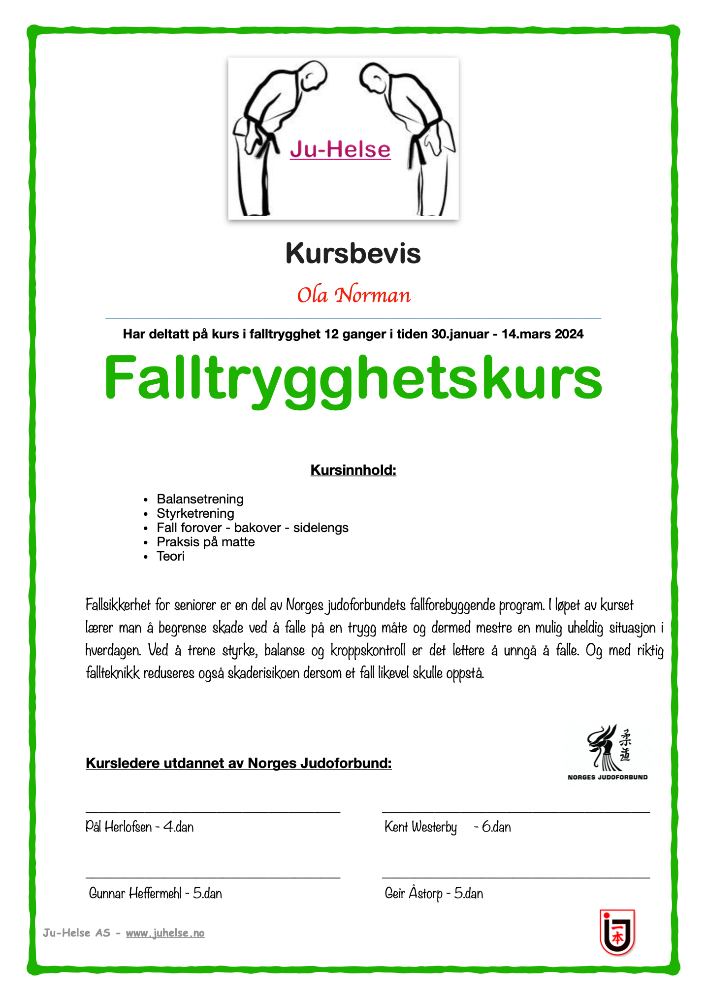 Ju-Helse
Kursbevis
Ola Norman
Har deltatt på kurs i falltrygghet 12 ganger i tiden 30.januar - 14.mars 2024
Falltrygghetskurs
Kursinnhold:
• Balansetrening
• Styrketrening
• Fall forover - bakover - sidelengs
• Praksis på matte
• Teori
Fallsikkerhet for seniorer er en del av Norges judoforbundets fallforebyggende program. I løpet av kurset
lærer man å begrense skade ved å falle på en trygg måte og dermed mestre en mulig uheldig situasjon i
hverdagen. Ved å trene styrke, balanse og kroppskontroll er det lettere å unngå å falle. Og med riktig
fallteknikk reduseres også skaderisikoen dersom et fall likevel skulle oppstå.
柔道
NORGES JUDOFORBUND
Kursledere utdannet av Norges Judoforbund:
Pål Herlofsen - 4.dan
Kent Westerby - 6.dan
Gunnar Heffermehl - 5.dan
Geir Åstorp - 5.dan
Ju-Helse AS - www.juhelse.no
一本